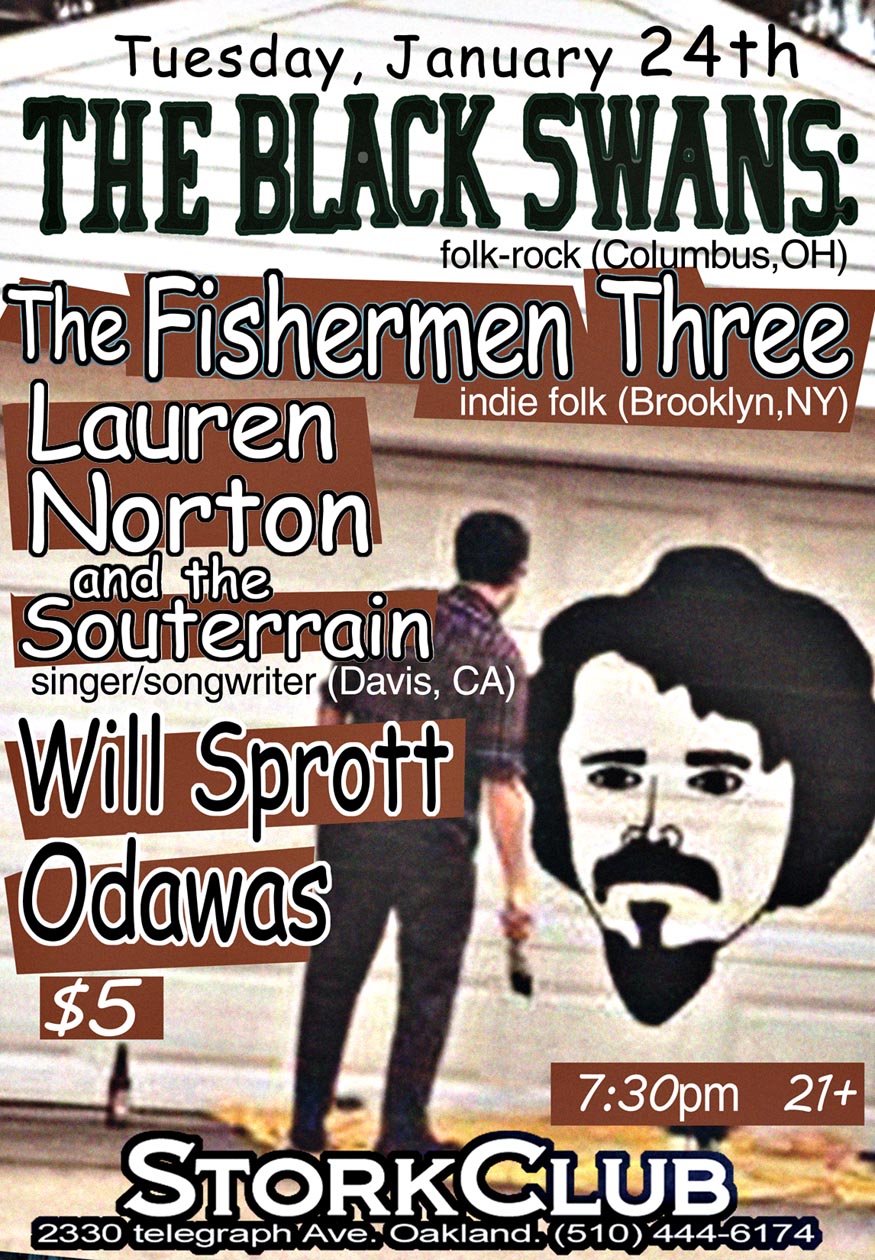 Tuesday, January 24th
THE BLACK SWANS:
folk-rock (Columbus,OH)
The Fishermen Three
indie folk (Brooklyn,NY)
Lauren
Norton
and the
Souterrain
singer/songwriter (Davis, CA)
Will Sprott
Odawas
$5
7:30pm 21+
STORKCLUB
2330 telegraph Ave. Oakland. (510) 444-6174